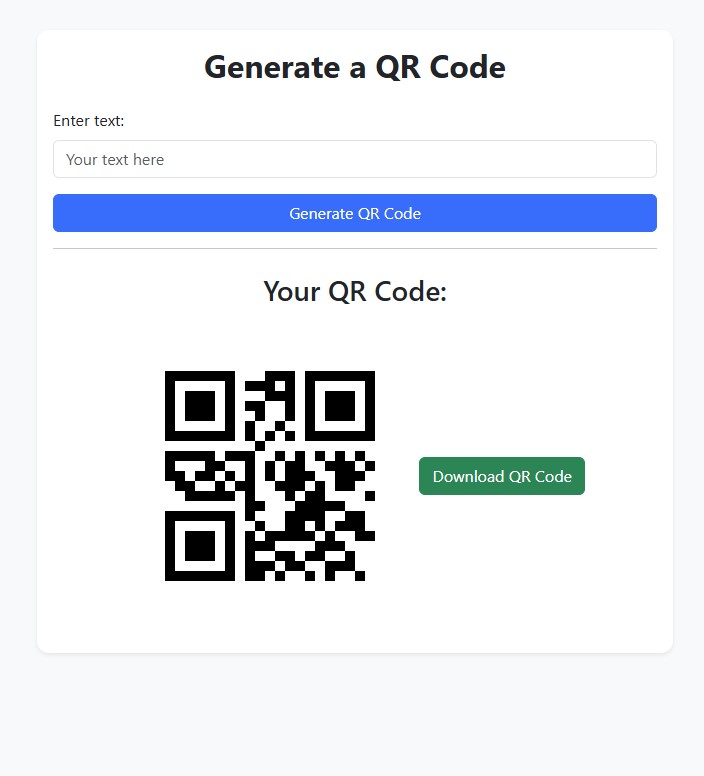 Generate a QR Code
Enter text:
Your text here
Generate QR Code
Your QR Code:
Download QR Code